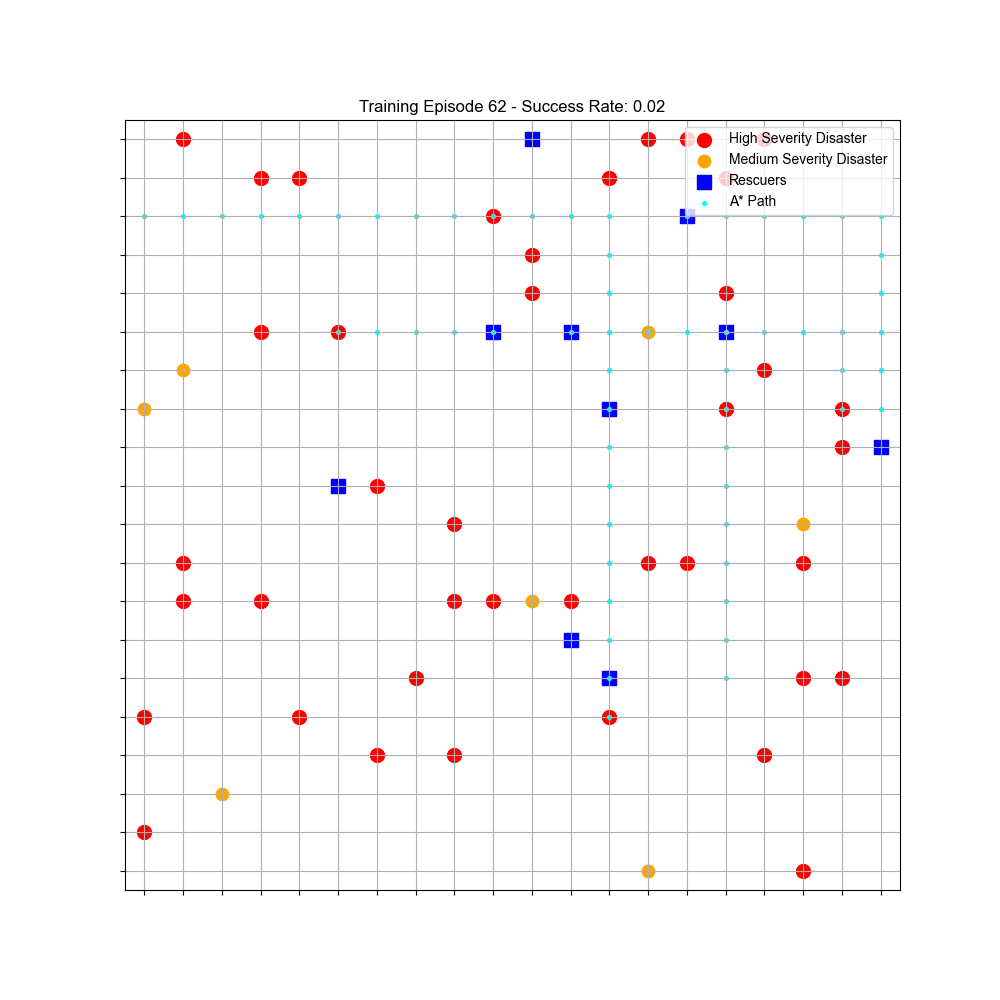 Training Episode 62 - Success Rate: 0.02
High Severity Disaster
Medium Severity Disaster
Rescuers
A* Path